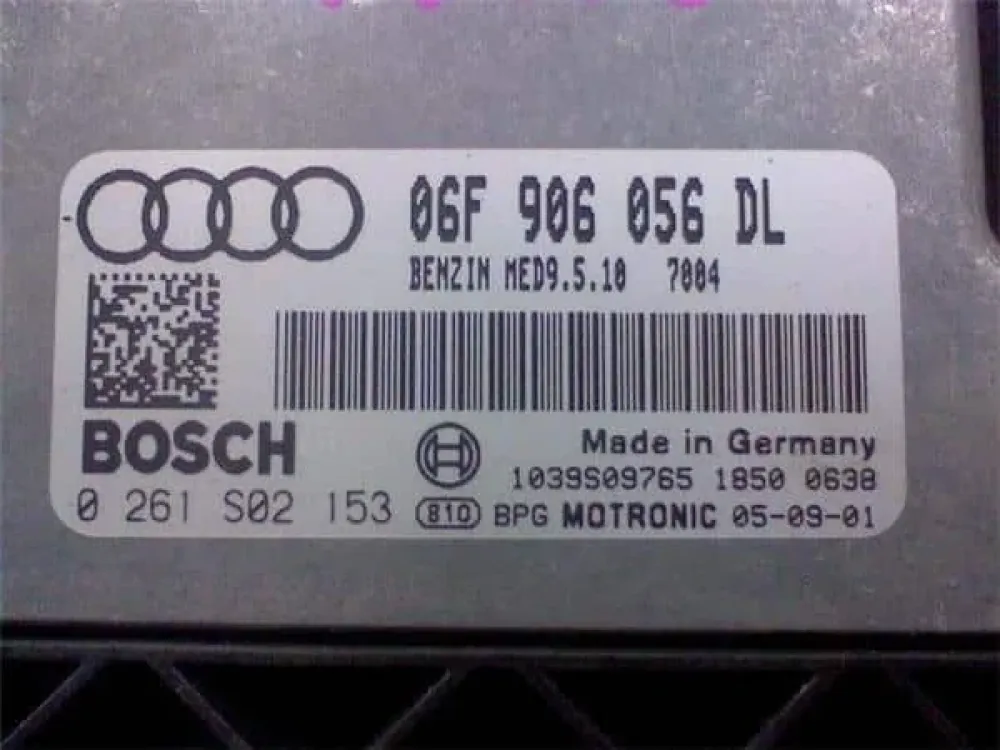 06F 906 056 DL
BENZIN MED9.5.10 7004
BOSCH
Made in Germany
1039S09765 1850 0638
0 261 S02 153
810 BPG MOTRONIC 05-09-01